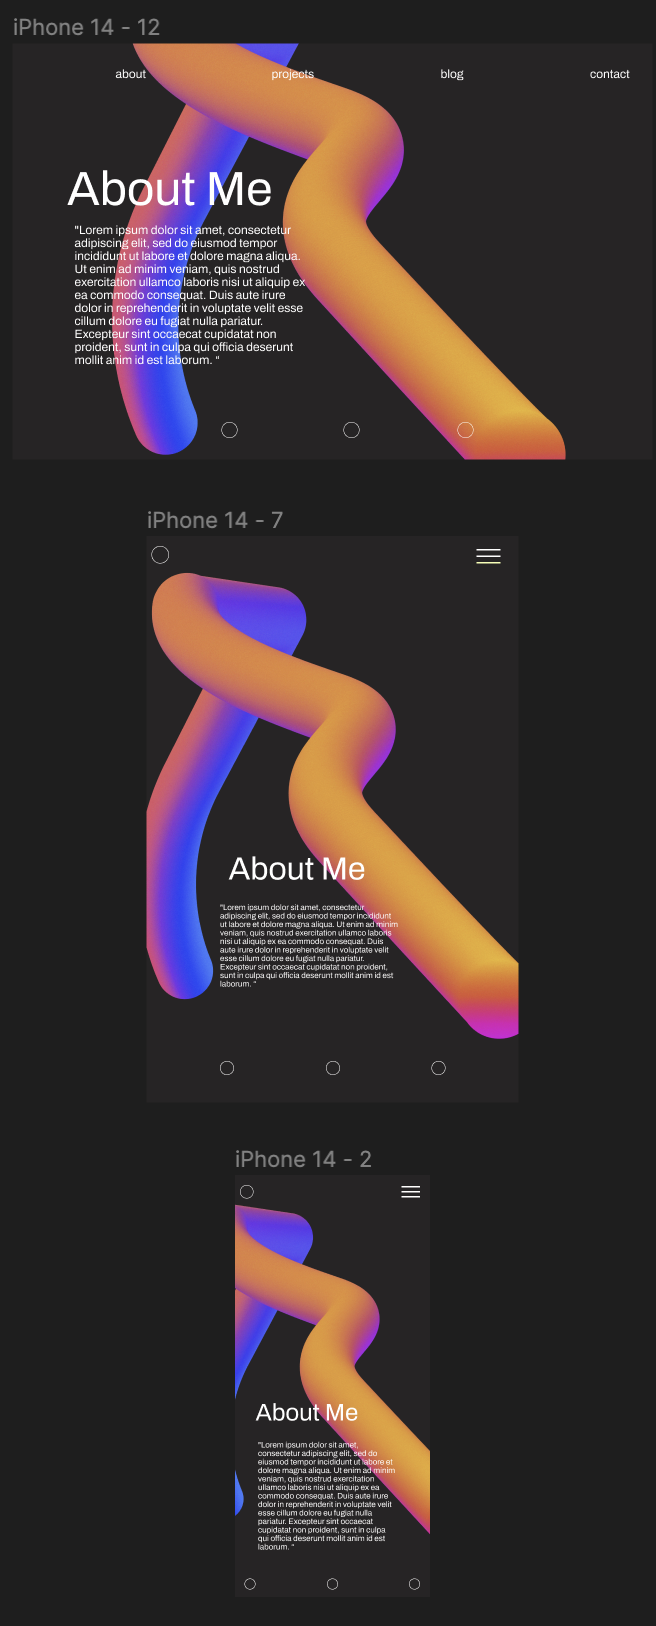 iPhone 14 - 12
about projects blog contact
About Me
"Lorem ipsum dolor sit amet, consectetur
adipiscing elit, sed do eiusmod tempor
incididunt ut labore et dolore magna aliqua.
Ut enim ad minim veniam, quis nostrud
exercitation ullamco laboris nisi ut aliquip ex
ea commodo consequat. Duis aute irure
dolor in reprehenderit in voluptate velit esse
cillum dolore eu fugiat nulla pariatur.
Excepteur sint occaecat cupidatat non
proident, sunt in culpa qui officia deserunt
mollit anim id est laborum. “
iPhone 14 - 7
About Me
"Lorem ipsum dolor sit amet, consectetur
adipiscing elit, sed do eiusmod tempor incididunt
ut labore et dolore magna aliqua. Ut enim ad minim
veniam, quis nostrud exercitation ullamco laboris
nisi ut aliquip ex ea commodo consequat. Duis
aute irure dolor in reprehenderit in voluptate velit
esse cillum dolore eu fugiat nulla pariatur.
Excepteur sint occaecat cupidatat non proident,
sunt in culpa qui officia deserunt mollit anim id est
laborum. “
iPhone 14 - 2
About Me
"Lorem ipsum dolor sit amet,
consectetur adipiscing elit, sed do
eiusmod tempor incididunt ut labore et
dolore magna aliqua. Ut enim ad minim
veniam, quis nostrud exercitation
ullamco laboris nisi ut aliquip ex ea
commodo consequat. Duis aute irure
dolor in reprehenderit in voluptate velit
esse cillum dolore eu fugiat nulla
pariatur. Excepteur sint occaecat
cupidatat non proident, sunt in culpa
qui officia deserunt mollit anim id est
laborum. “